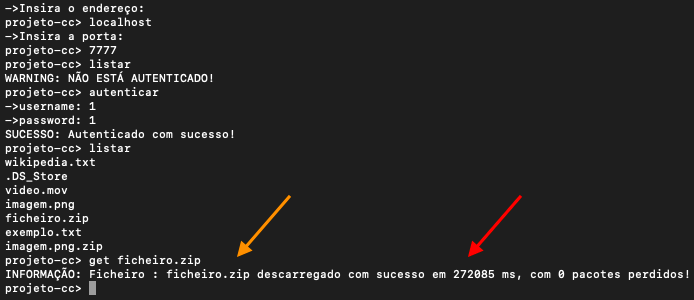 ->Insira o endereço:
projeto-cc> localhost
->Insira a porta:
projeto-cc> 7777
projeto-cc> listar
WARNING: NÃO ESTÁ AUTENTICADO!
projeto-cc> autenticar
->username: 1
->password: 1
SUCESSO: Autenticado com sucesso!
projeto-cc> listar
wikipedia.txt
.DS_Store
video.mov
imagem.png
ficheiro.zip
exemplo.txt
imagem.png.zip
projeto-cc> get ficheiro.zip
INFORMAÇÃO: Ficheiro : ficheiro.zip descarregado com sucesso em 272085 ms, com 0 pacotes perdidos!
projeto-cc>